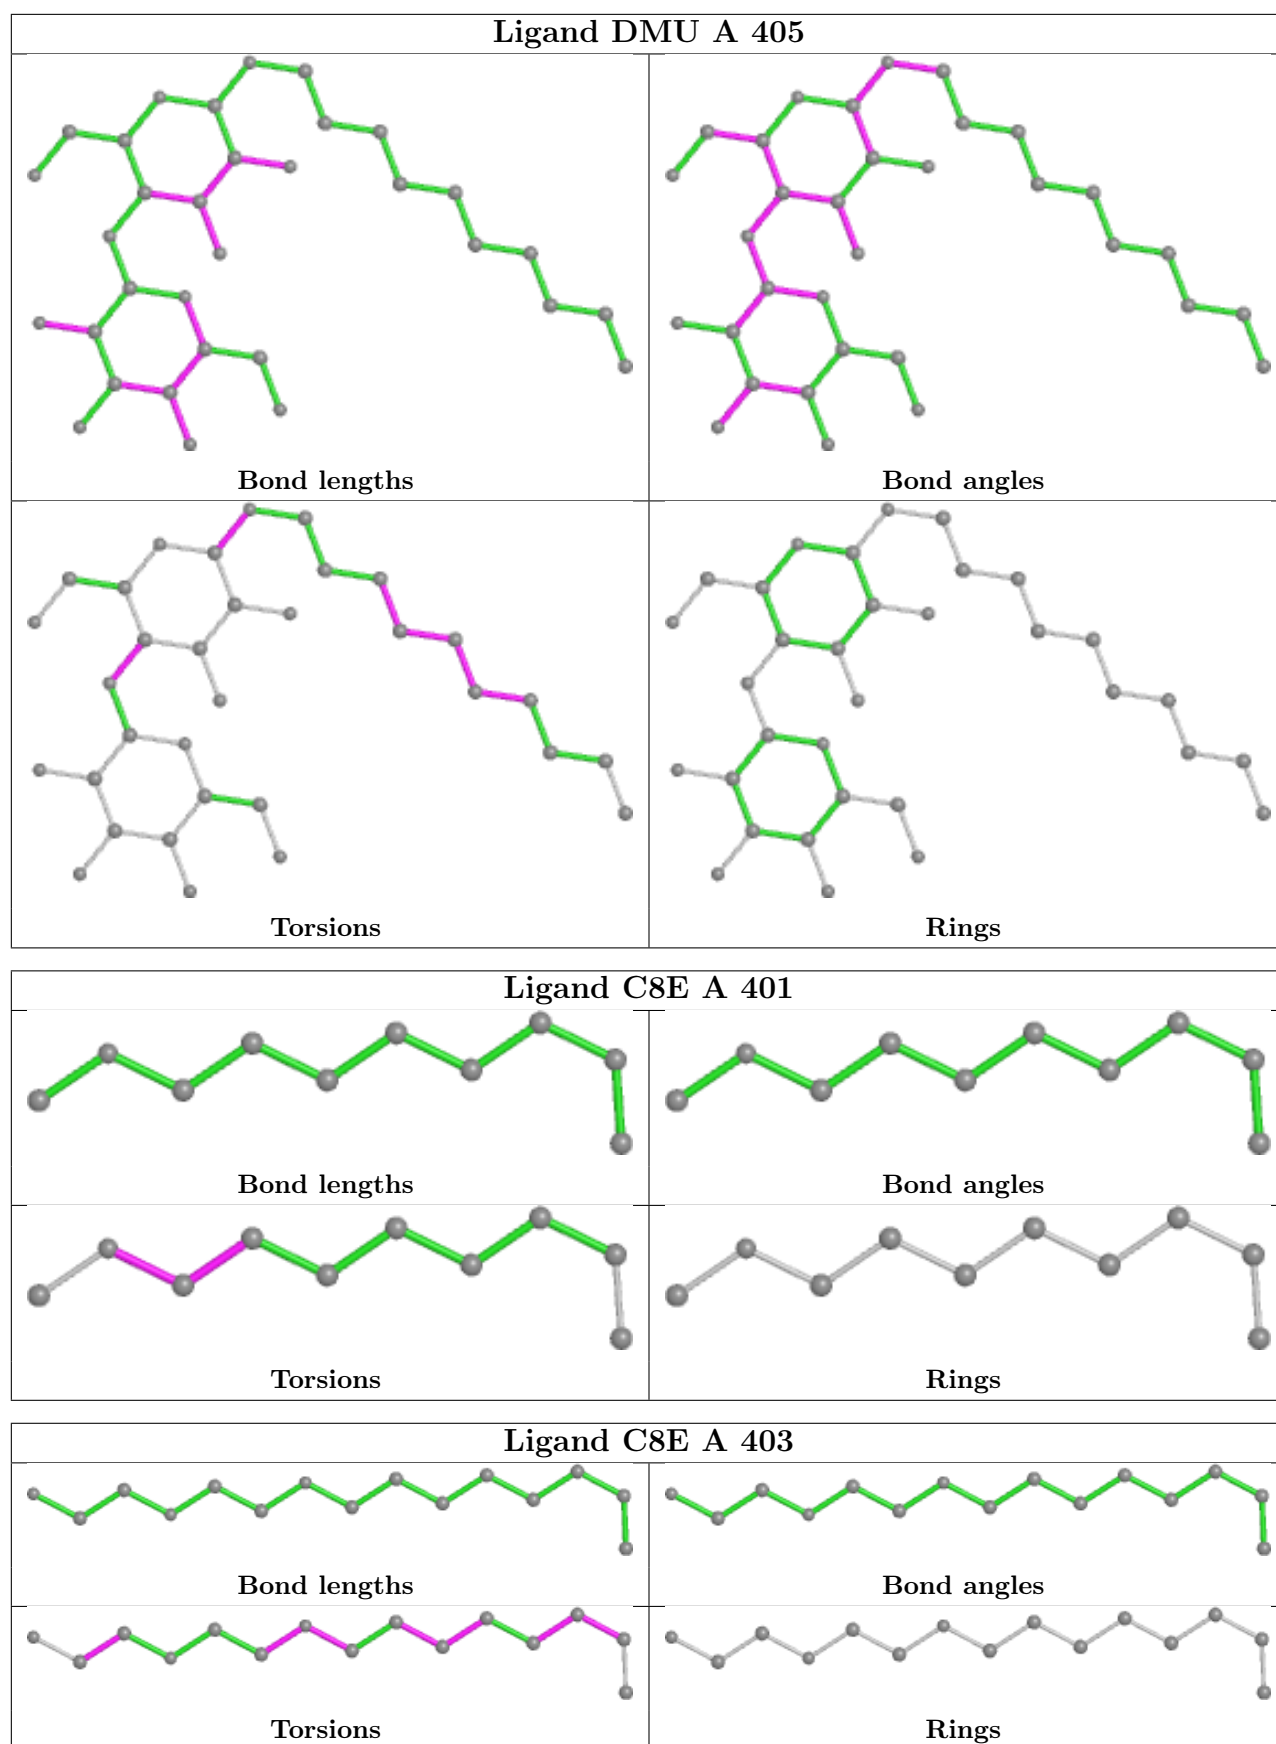 Ligand DMU A 405
Bond lengths
Bond angles
Torsions
Rings
Ligand C8E A 401
Bond lengths
Bond angles
Torsions
Rings
Ligand C8E A 403
Bond lengths
Bond angles
Torsions
Rings